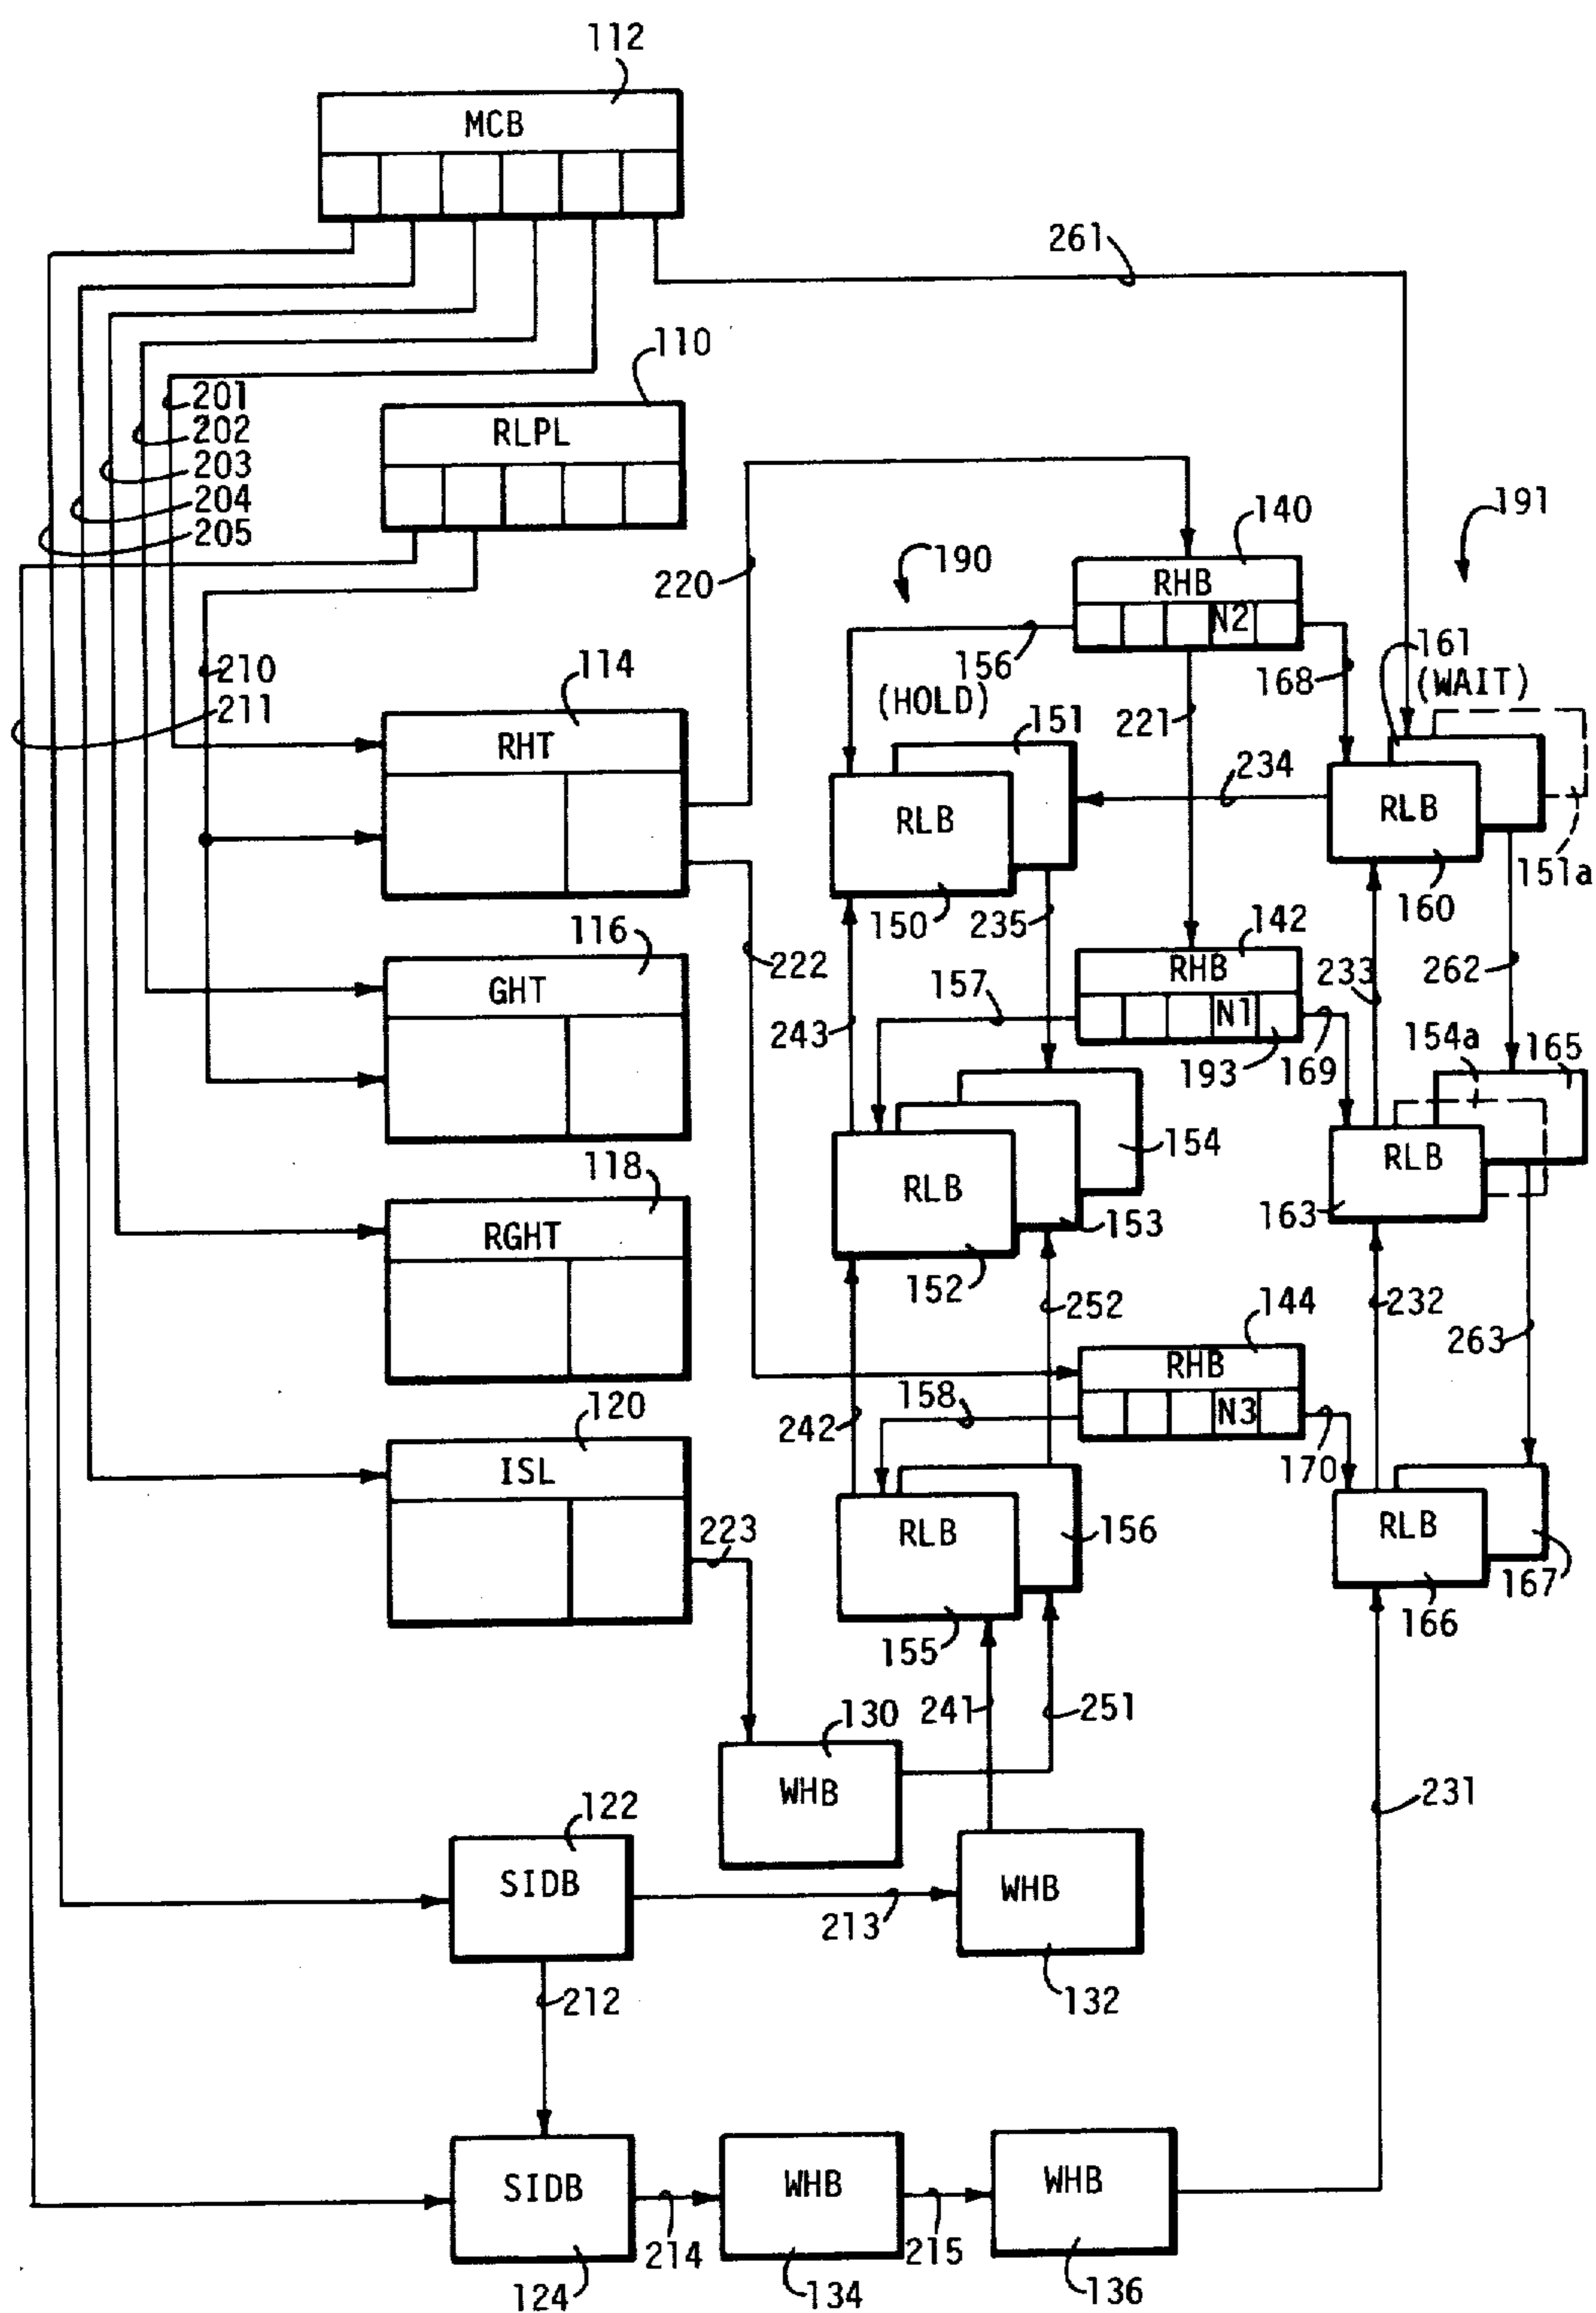 112
MCB
261
110
201
202
203
204
205
RLPL
191
140
190
RHB
N2
220
156
161
(WAIT)
168
(HOLD)
210
211
114
221
151
RHT
234
RLB
RLB
151a
150
235
160
116
142
222
RHB
233
262
GHT
157
N1
243
154a
165
193
169
154
RLB
118
RLB
163
153
RGHT
152
252
144
232
263
RHB
120
158
N3
242
170
ISL
223
RLB
156
RLB
167
155
166
241
251
130
WHB
231
122
SIDB
WHB
213
212
132
SIDB
WHB
WHB
214
215
124
134
136